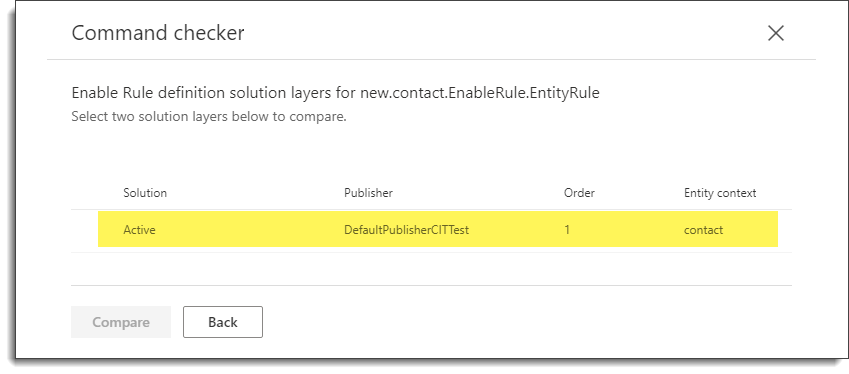 Command checker
Enable Rule definition solution layers for new.contact.EnableRule.EntityRule
Select two solution layers below to compare.
Solution Publisher Order Entity context
Active DefaultPublisherCITTest 1 contact
Compare Back